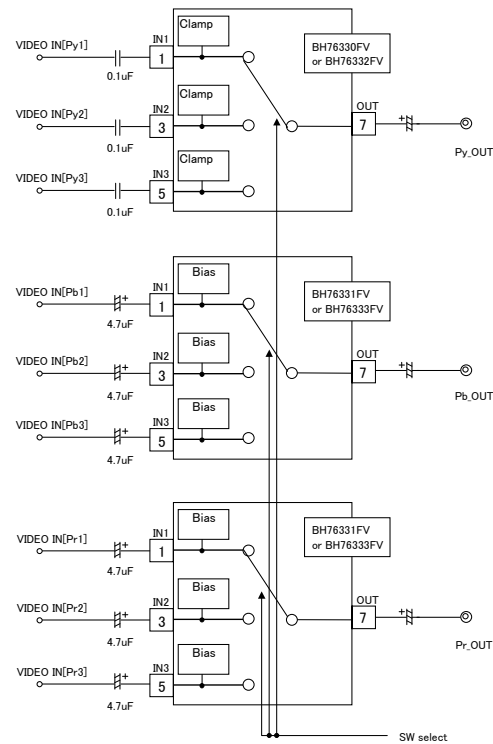 Clamp
BH76330FV
or BH76332FV
VIDEO IN[Py1]
IN1
1
0.1uF
Clamp
VIDEO IN[Py2]
IN2
3
0.1uF
OUT
7
Py_OUT
Clamp
VIDEO IN[Py3]
IN3
5
0.1uF
Bias
BH76331FV
or BH76333FV
VIDEO IN[Pb1]
IN1
1
+
4.7uF
Bias
VIDEO IN[Pb2]
IN2
3
+
4.7uF
OUT
7
+
Pb_OUT
Bias
VIDEO IN[Pb3]
IN3
5
+
4.7uF
Bias
BH76331FV
or BH76333FV
VIDEO IN[Pr1]
IN1
1
+
4.7uF
Bias
VIDEO IN[Pr2]
IN2
3
+
4.7uF
OUT
7
+
Pr_OUT
Bias
VIDEO IN[Pr3]
IN3
5
+
4.7uF
SW select